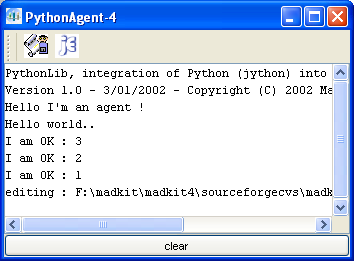 PythonAgent-4
PythonLib, integration of Python (jython) into
Version 1.0 - 3/01/2002 - Copyright (C) 2002 Ma
Hello I'm an agent !
Hello world..
I am OK : 3
I am OK : 2
I am OK : 1
editing : F:\madkit\madkit4\sourceforgecvs\madk
clear